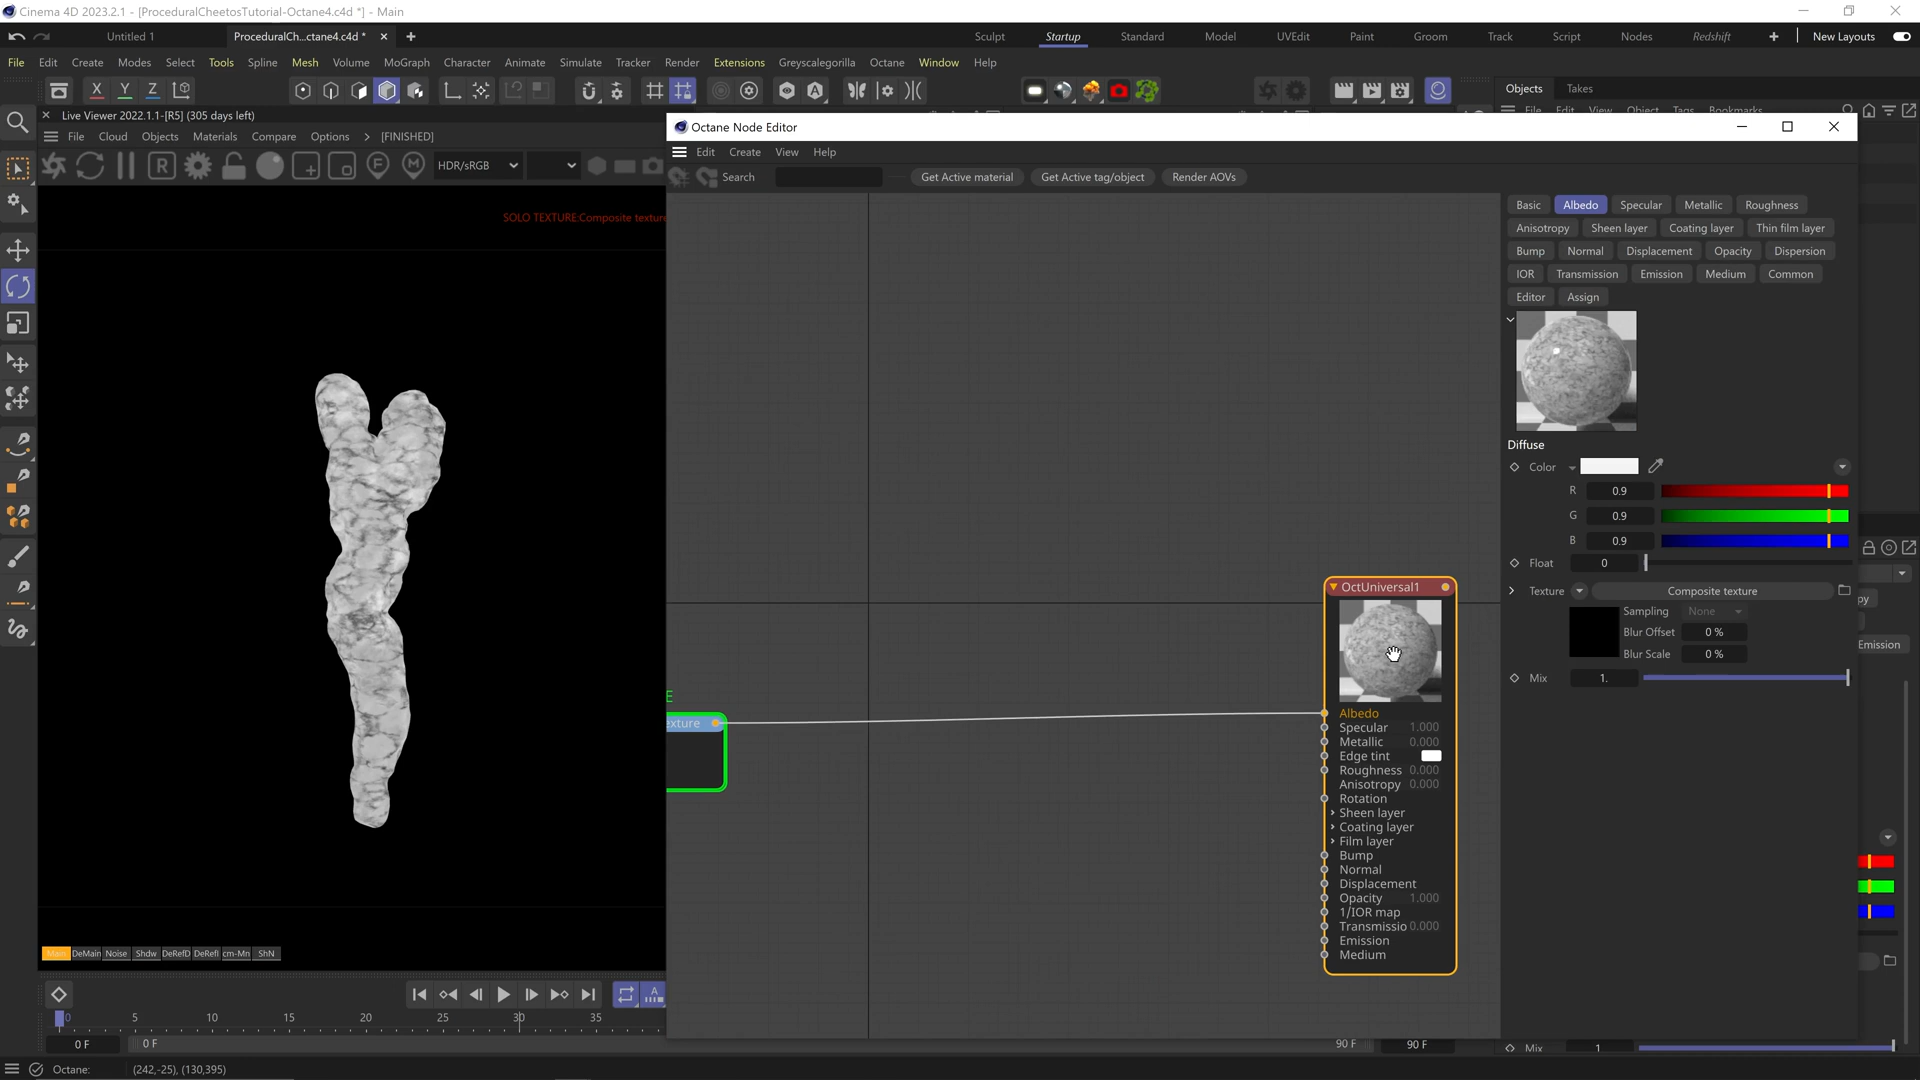 Cinema 4D 2023.2.1 - [ProceduralCheetosTutorial-Octane4.c4d *] - Main
Untitled 1
ProceduralCh...ctane4.c4d *
Sculpt
Startup
Standard
Model
UVEdit
Paint
Groom
Track
Script
Nodes
Redshift
New Layouts
File Edit Create Modes Select Tools Spline Mesh Volume MoGraph Character Animate Simulate Tracker Render Extensions Greyscalegorilla Octane Window Help
X Y Z
Objects Takes
File Edit View Object Tags Bookmarks
Live Viewer 2022.1.1-[R5] (305 days left)
File Cloud Objects Materials Compare Options > [FINISHED]
HDR/sRGB
SOLO TEXTURE:Composite texture
Octane Node Editor
Edit Create View Help
Search
Get Active material
Get Active tag/object
Render AOVs
Basic Albedo Specular Metallic Roughness
Anisotropy Sheen layer Coating layer Thin film layer
Bump Normal Displacement Opacity Dispersion
IOR Transmission Emission Medium Common
Editor Assign
Diffuse
Color
R 0.9
G 0.9
B 0.9
Float 0
Texture Composite texture
Sampling None
Blur Offset 0 %
Blur Scale 0 %
Mix 1.
py
Emission
E
exture
OctUniversal1
Albedo
Specular 1.000
Metallic 0.000
Edge tint
Roughness 0.000
Anisotropy 0.000
Rotation
Sheen layer
Coating layer
Film layer
Bump
Normal
Displacement
Opacity 1.000
1/IOR map
Transmissio 0.000
Emission
Medium
Main DeMain Noise Shdw DeRefD DeRefl cm-Mn ShN
0 5 10 15 20 25 30 35
0 F
0 F
90 F
90 F
Mix 1
Octane:
(242,-25), (130,395)